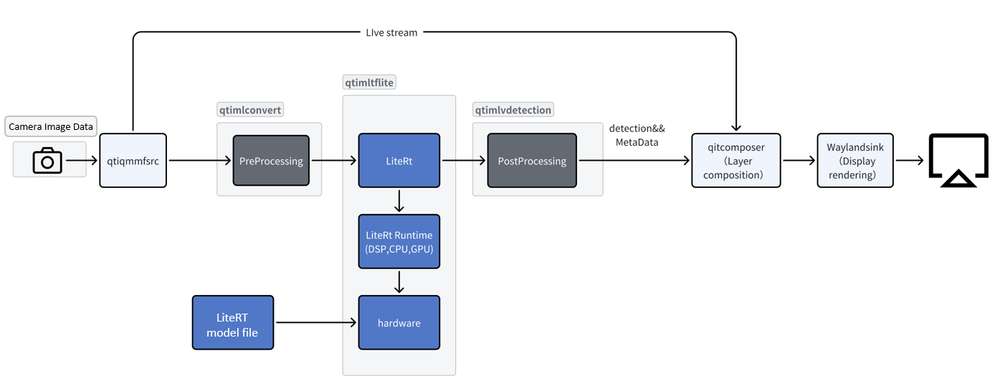 LIve stream
qtimltflite
qtimlconvert
qtimlvdetection
Camera Image Data
detection&&
MetaData
qtiqmmfsrc
PreProcessing
LiteRt
PostProcessing
qitcomposer
（Layer
composition）
Waylandsink
（Display
rendering）
LiteRt Runtime
(DSP,CPU,GPU)
LiteRT
model file
hardware